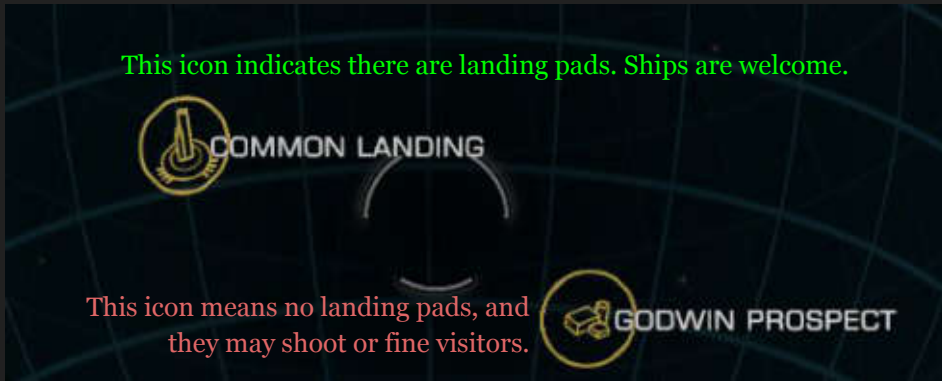 This icon indicates there are landing pads. Ships are welcome.
COMMON LANDING
This icon means no landing pads, and
they may shoot or fine visitors.
GODWIN PROSPECT